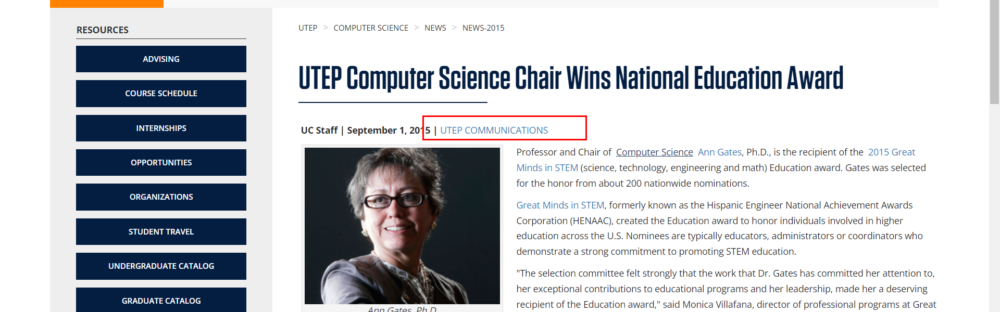 RESOURCES
ADVISING
COURSE SCHEDULE
INTERNSHIPS
OPPORTUNITIES
ORGANIZATIONS
STUDENT TRAVEL
UNDERGRADUATE CATALOG
GRADUATE CATALOG
UTEP > COMPUTER SCIENCE > NEWS > NEWS-2015
UTEP Computer Science Chair Wins National Education Award
UC Staff | September 1, 2015 | UTEP COMMUNICATIONS
Ann Gates, Ph.D.
Professor and Chair of Computer Science Ann Gates, Ph.D., is the recipient of the 2015 Great
Minds in STEM (science, technology, engineering and math) Education award. Gates was selected
for the honor from about 200 nationwide nominations.
Great Minds in STEM, formerly known as the Hispanic Engineer National Achievement Awards
Corporation (HENAAC), created the Education award to honor individuals involved in higher
education across the U.S. Nominees are typically educators, administrators or coordinators who
demonstrate a strong commitment to promoting STEM education.
"The selection committee felt strongly that the work that Dr. Gates has committed her attention to,
her exceptional contributions to educational programs and her leadership, made her a deserving
recipient of the Education award," said Monica Villafana, director of professional programs at Great